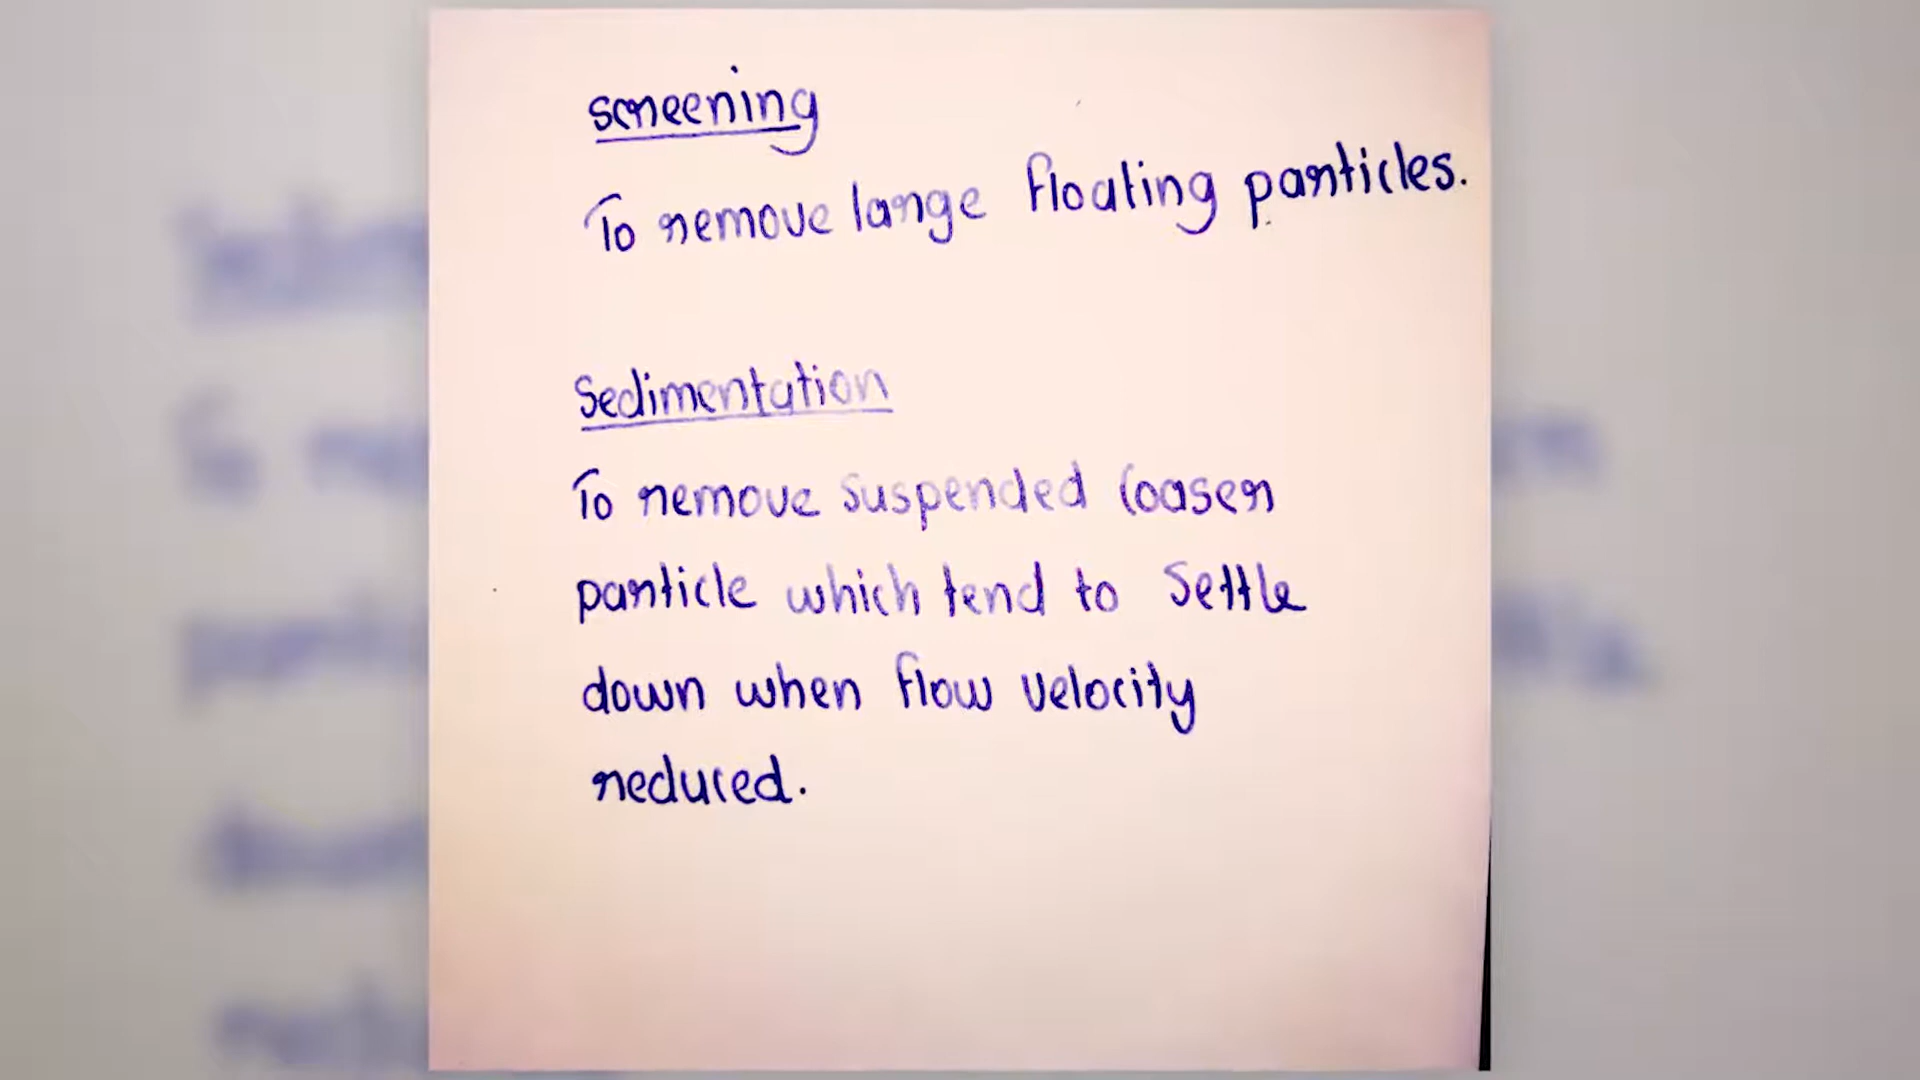 screening
To remove large floating particles.
Sedimentation
To remove suspended coaser
particle which tend to settle
down when flow velocity
reduced.